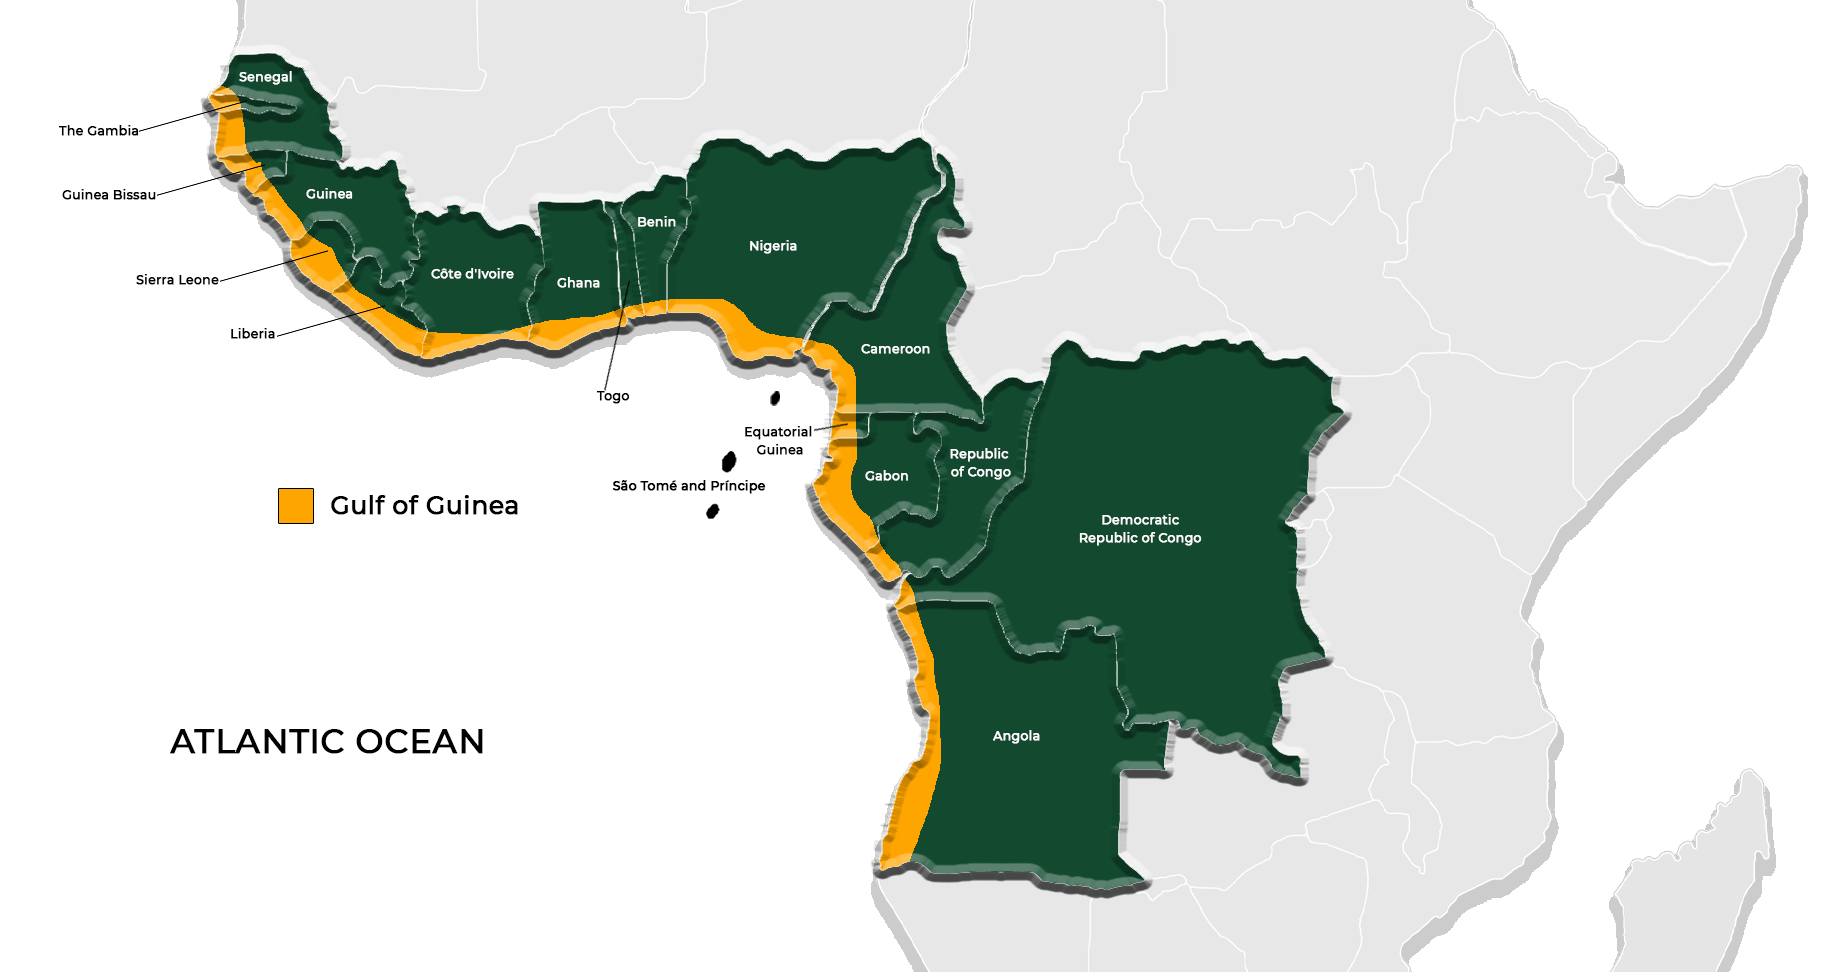 Senegal
The Gambia
Guinea Bissau
Guinea
Sierra Leone
Liberia
Côte d'Ivoire
Ghana
Togo
Benin
Nigeria
Cameroon
Equatorial
Guinea
São Tomé and Príncipe
Gabon
Republic
of Congo
Democratic
Republic of Congo
Angola
Gulf of Guinea
ATLANTIC OCEAN